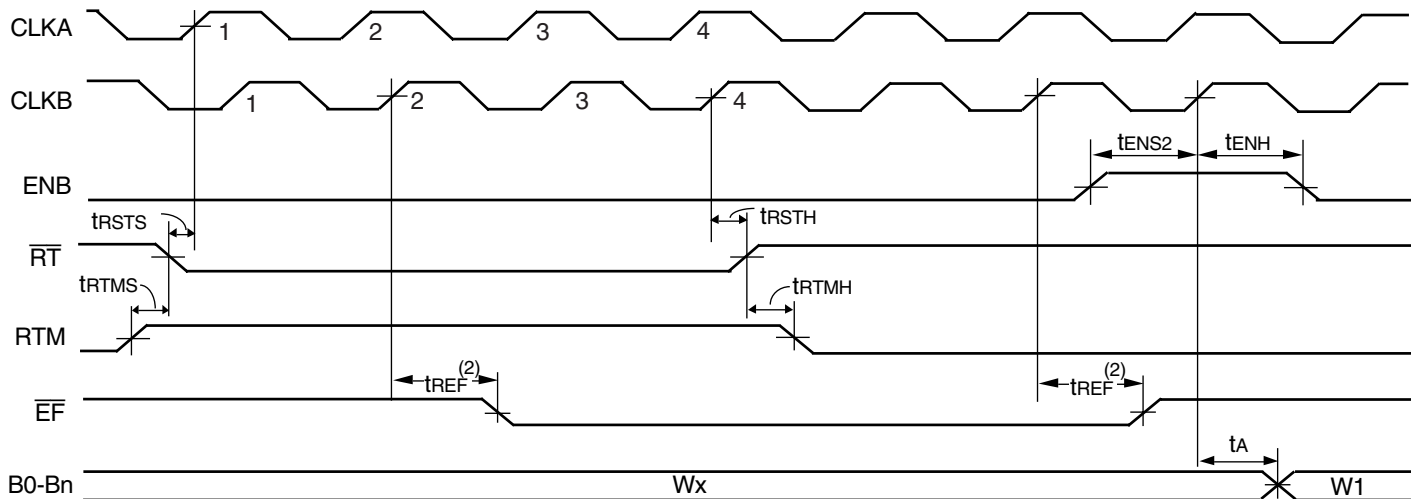 CLKA 1 2 3 4
CLKB 1 2 3 4
tENS2 tENH
ENB
tRSTS tRSTH
RT
tRTMS tRTMH
RTM
tREF(2) tREF(2)
EF
tA
B0-Bn Wx W1